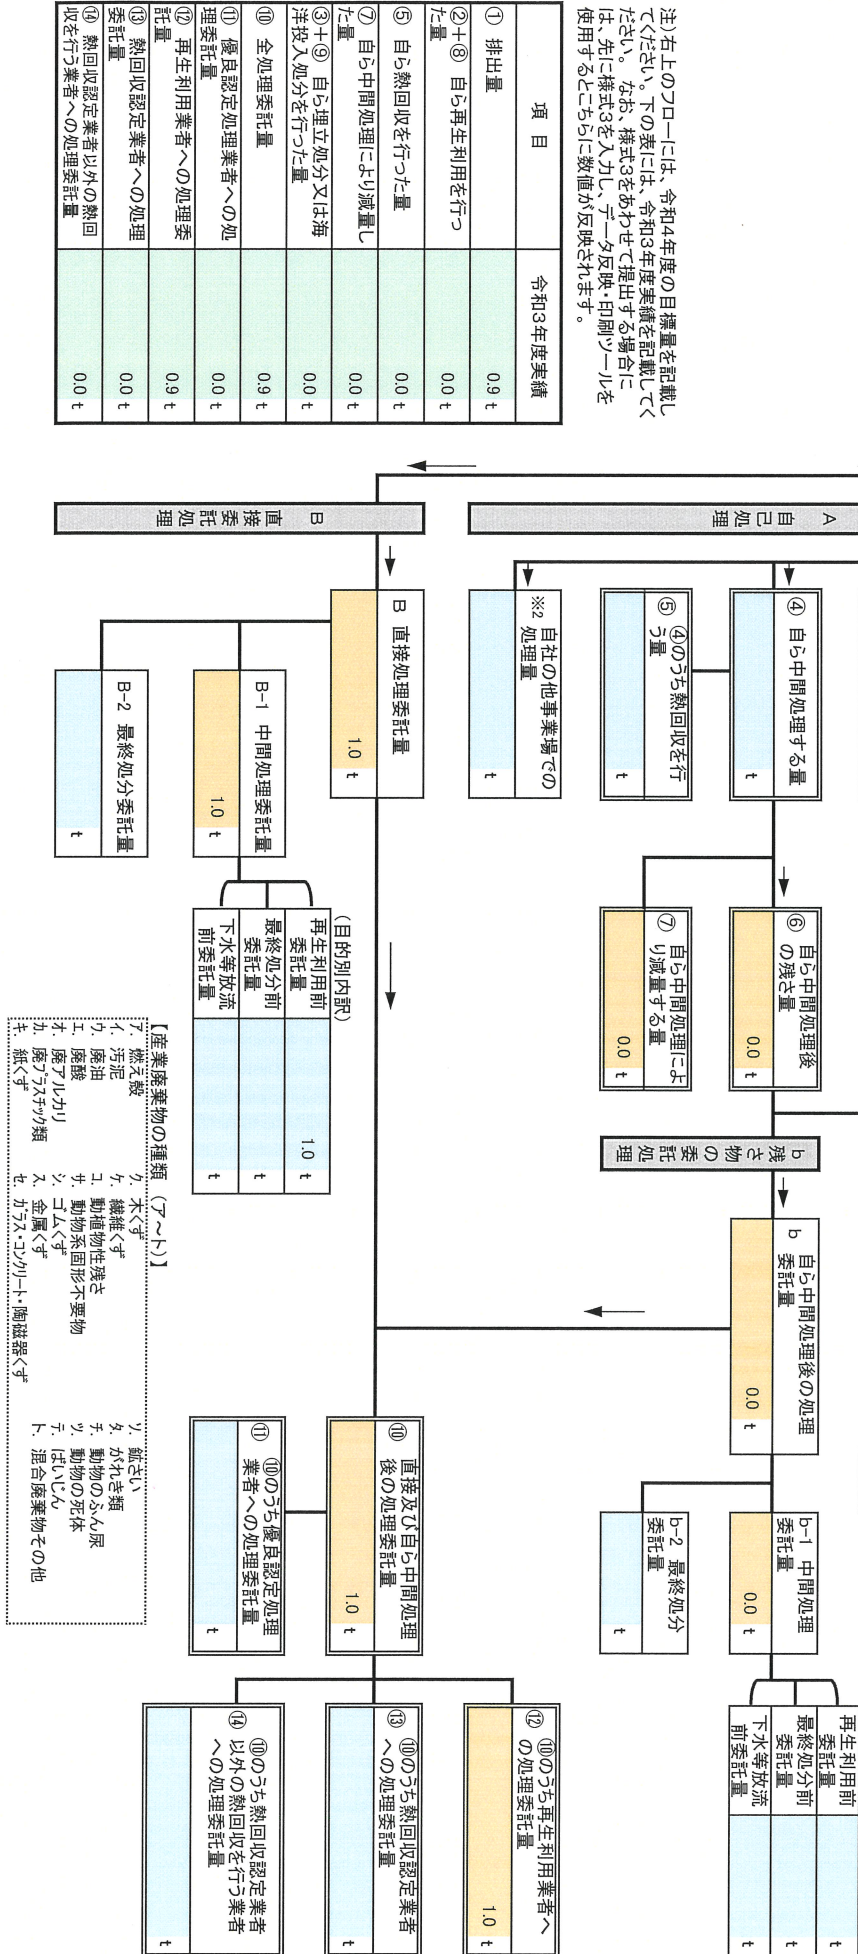 注)右上のフローには、令和4年度の目標量を記載し
てください。下の表には、令和3年度実績を記載してく
ださい。なお、様式3をあわせて提出する場合に
は、先に様式3を入力し、データ反映・印刷ツールを
使用するとこちらに数値が反映されます。
項 目
令和3年度実績
① 排出量
0.9 t
②+⑧ 自ら再生利用を行っ
た量
0.0 t
⑤ 自ら熱回収を行った量
0.0 t
⑦ 自ら中間処理により減量し
た量
0.0 t
③+⑨ 自ら埋立処分又は海
洋投入処分を行った量
0.0 t
⑩ 全処理委託量
0.9 t
⑪ 優良認定処理業者への処
理委託量
0.0 t
⑫ 再生利用業者への処理委
託量
0.9 t
⑬ 熱回収認定業者への処理
委託量
0.0 t
⑭ 熱回収認定業者以外の熱回
収を行う業者への処理委託量
0.0 t
A 自己処理
④ 自ら中間処理する量
t
⑤ ④のうち熱回収を行
う量
t
※2 自社の他事業場での
処理量
t
⑥ 自ら中間処理後
の残さ量
0.0 t
⑦ 自ら中間処理によ
り減量する量
0.0 t
b 残さ物の委託処理
b 自ら中間処理後の処理
委託量
0.0 t
b-1 中間処理
委託量
0.0 t
b-2 最終処分
委託量
t
再生利用前
委託量
t
最終処分前
委託量
t
下水等放流
前委託量
t
B 直接委託処理
B 直接処理委託量
1.0 t
B-1 中間処理委託量
1.0 t
B-2 最終処分委託量
t
(目的別内訳)
再生利用前
委託量
1.0 t
最終処分前
委託量
t
下水等放流
前委託量
t
⑩ 直接及び自ら中間処理
後の処理委託量
1.0 t
⑪ ⑩のうち優良認定処理
業者への処理委託量
t
⑫ ⑩のうち再生利用業者へ
の処理委託量
1.0 t
⑬ ⑩のうち熱回収認定業者
への処理委託量
t
⑭ ⑩のうち熱回収認定業者
以外の熱回収を行う業者
への処理委託量
t
【産業廃棄物の種類 (ア~ト)】
ア. 燃え殻
イ. 汚泥
ウ. 廃油
エ. 廃酸
オ. 廃アルカリ
カ. 廃プラスチック類
キ. 紙くず
ク. 木くず
ケ. 繊維くず
コ. 動植物性残さ
サ. 動物系固形不要物
シ. ゴムくず
ス. 金属くず
セ. ガラス・コンクリート・陶磁器くず
ソ. 鉱さい
タ. がれき類
チ. 動物のふん尿
ツ. 動物の死体
テ. ばいじん
ト. 混合廃棄物その他